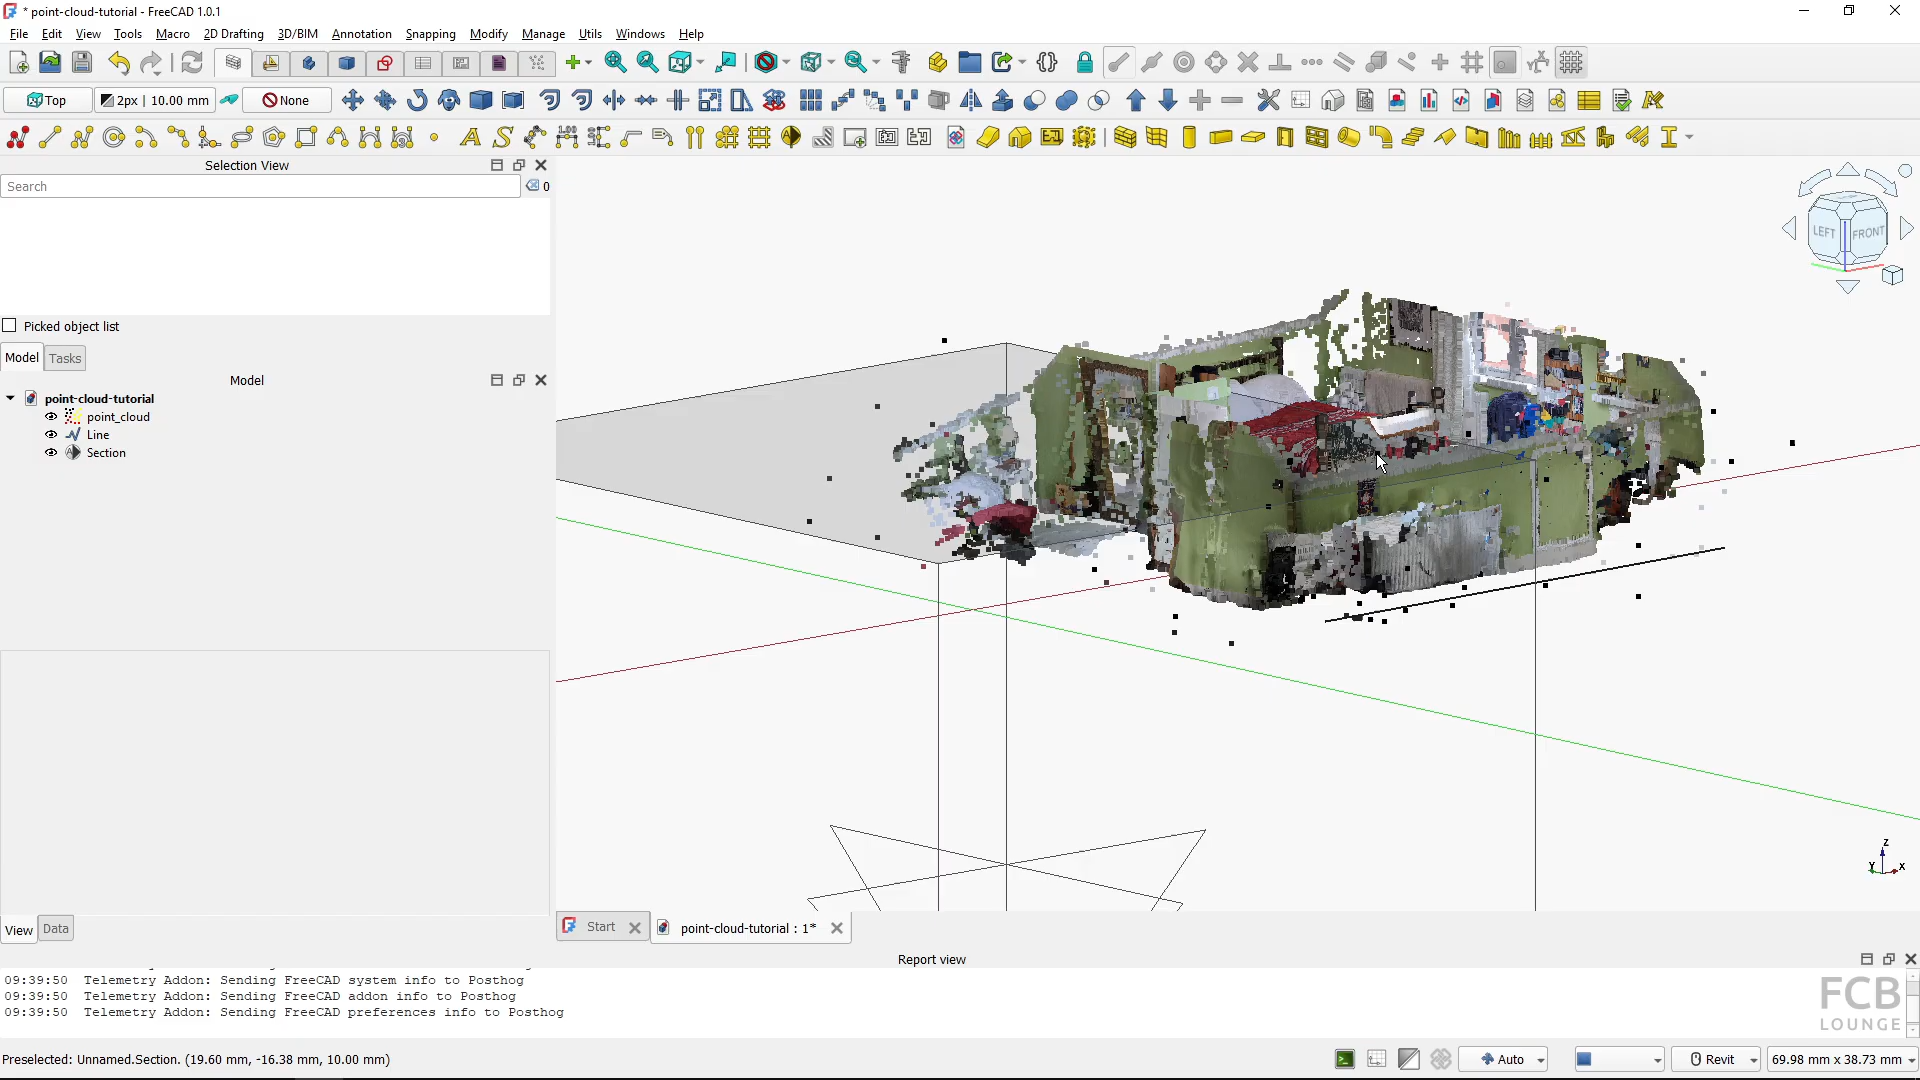 * point-cloud-tutorial - FreeCAD 1.0.1
File Edit View Tools Macro 2D Drafting 3D/BIM Annotation Snapping Modify Manage Utils Windows Help
Top 2px | 10.00 mm None
Selection View
Search
0
Picked object list
Model Tasks
Model
point-cloud-tutorial
point_cloud
Line
Section
LEFT FRONT
Z
Y X
View Data
Start point-cloud-tutorial : 1*
Report view
09:39:50 Telemetry Addon: Sending FreeCAD system info to Posthog
09:39:50 Telemetry Addon: Sending FreeCAD addon info to Posthog
09:39:50 Telemetry Addon: Sending FreeCAD preferences info to Posthog
FCB
LOUNGE
Preselected: Unnamed.Section. (19.60 mm, -16.38 mm, 10.00 mm)
Auto Revit 69.98 mm x 38.73 mm